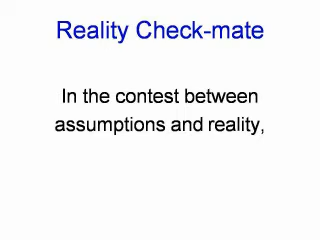 Reality Check-mate
In the contest between
assumptions and reality,